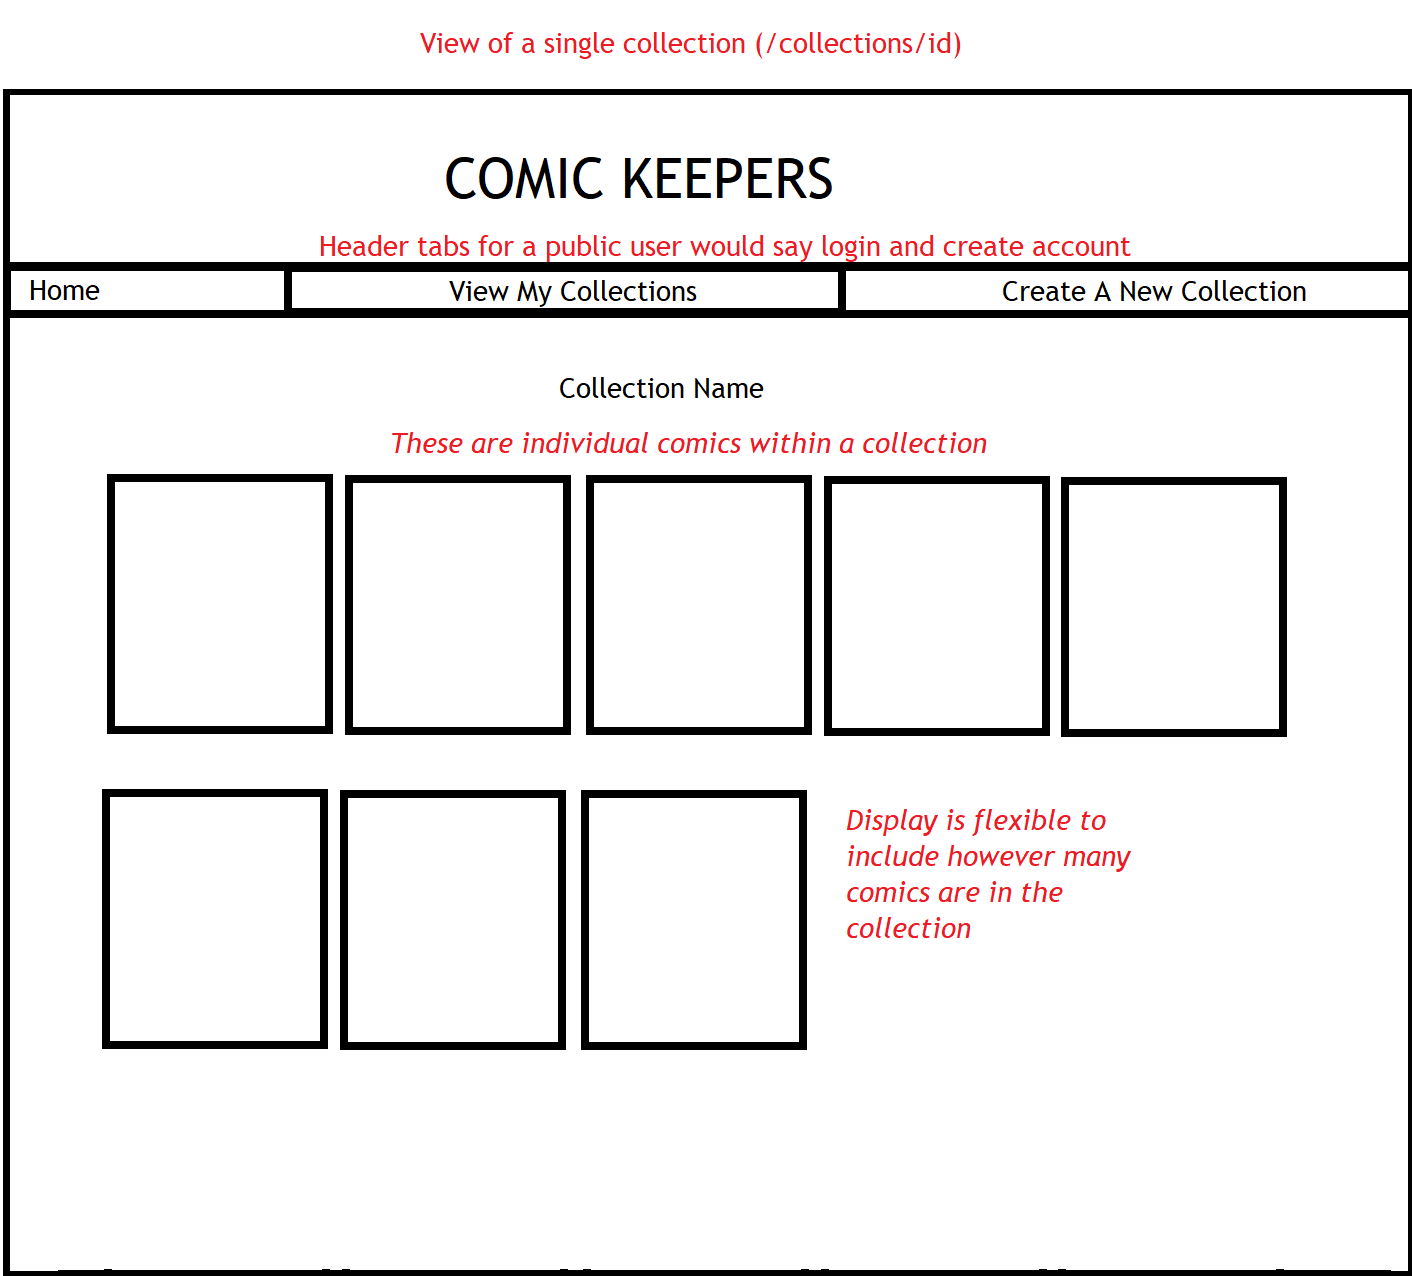 View of a single collection (/collections/id)
COMIC KEEPERS
Header tabs for a public user would say login and create account
Home
View My Collections
Create A New Collection
Collection Name
These are individual comics within a collection
Display is flexible to
include however many
comics are in the
collection